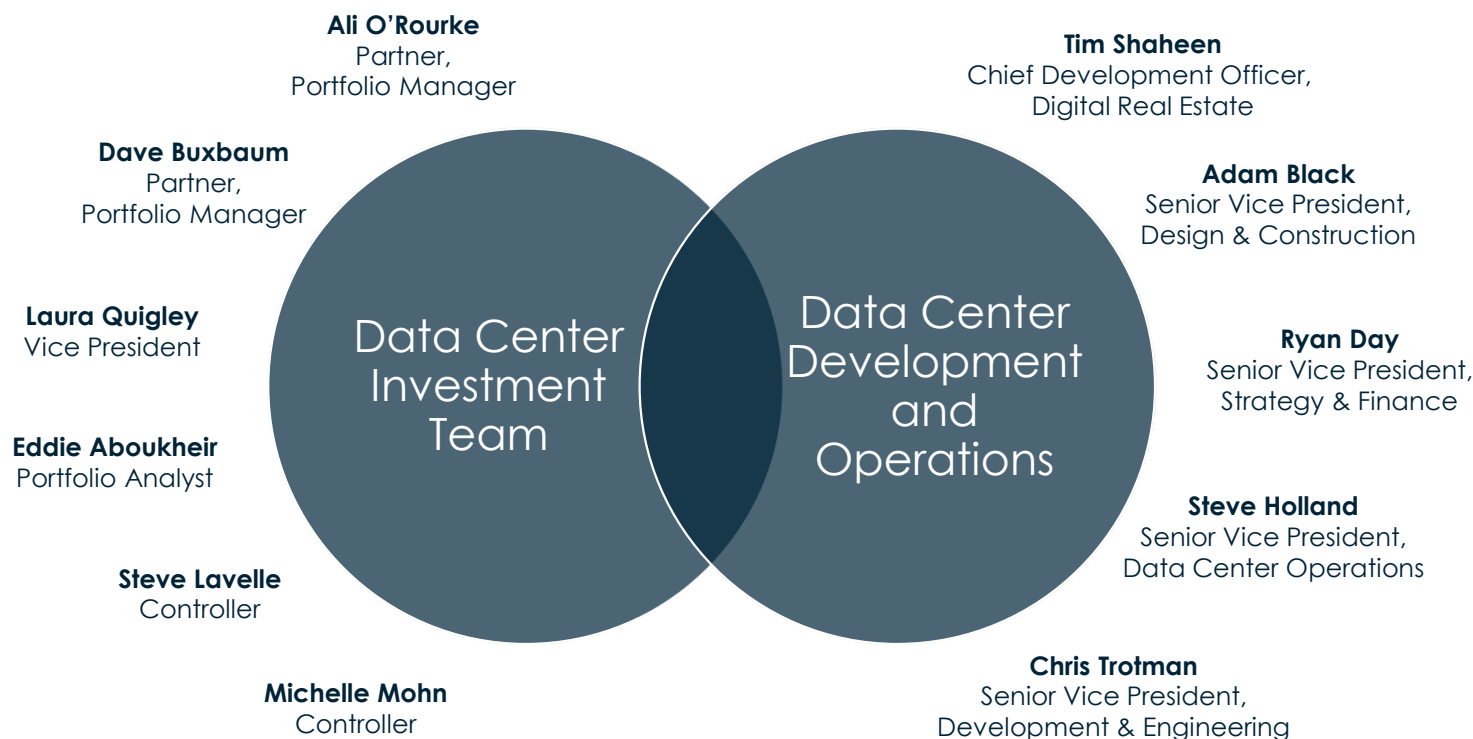 Ali O’Rourke
Partner,
Portfolio Manager
Dave Buxbaum
Partner,
Portfolio Manager
Laura Quigley
Vice President
Eddie Aboukheir
Portfolio Analyst
Steve Lavelle
Controller
Michelle Mohn
Controller
Data Center
Investment
Team
Data Center
Development
and
Operations
Tim Shaheen
Chief Development Officer,
Digital Real Estate
Adam Black
Senior Vice President,
Design & Construction
Ryan Day
Senior Vice President,
Strategy & Finance
Steve Holland
Senior Vice President,
Data Center Operations
Chris Trotman
Senior Vice President,
Development & Engineering